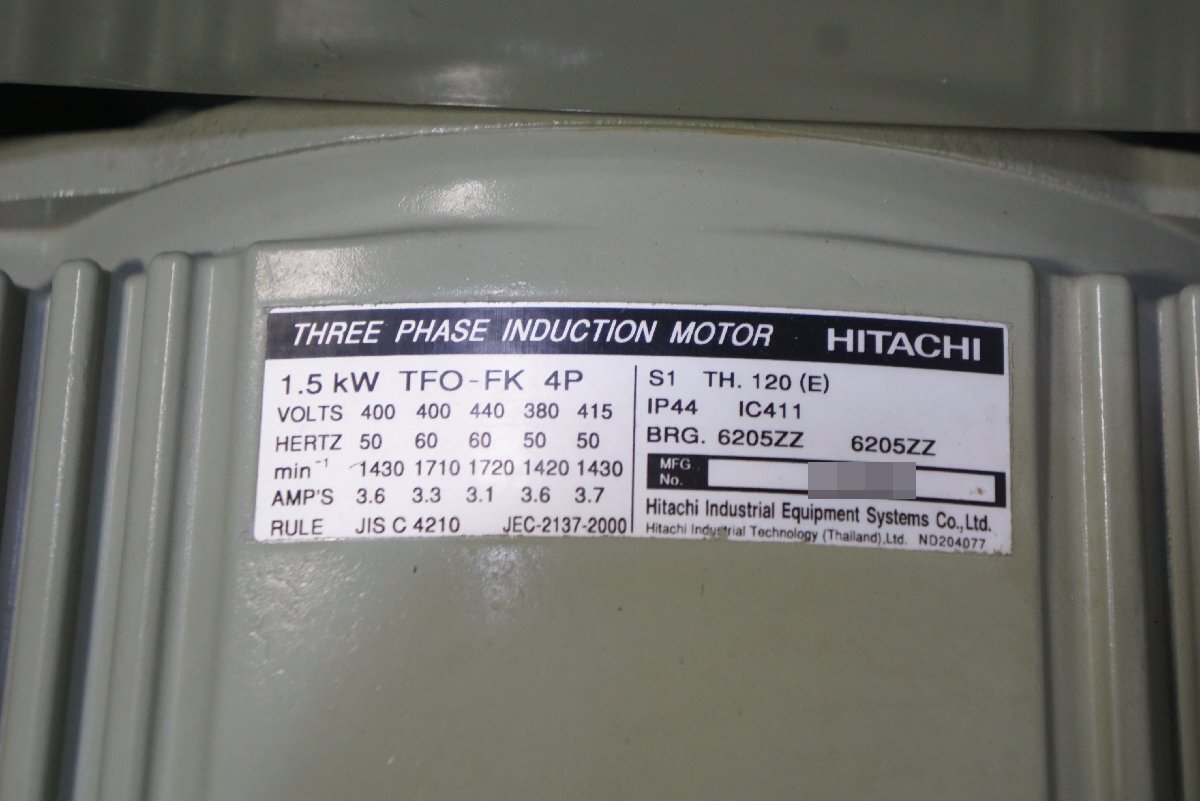 THREE PHASE INDUCTION MOTOR HITACHI
1.5 kW TFO-FK 4P
VOLTS 400 400 440 380 415
HERTZ 50 60 60 50 50
min⁻¹ 1430 1710 1720 1420 1430
AMP'S 3.6 3.3 3.1 3.6 3.7
RULE JIS C 4210 JEC-2137-2000
S1 TH. 120 (E)
IP44 IC411
BRG. 6205ZZ 6205ZZ
MFG
No.
Hitachi Industrial Equipment Systems Co.,Ltd.
Hitachi Industrial Technology (Thailand),Ltd. ND204077